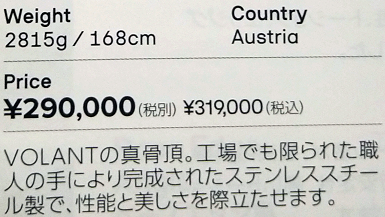 Weight
2815g / 168cm
Country
Austria
Price
¥290,000(税別) ¥319,000(税込)
VOLANTの真骨頂。工場でも限られた職
人の手により完成されたステンレススチー
ル製で、性能と美しさを際立たせます。